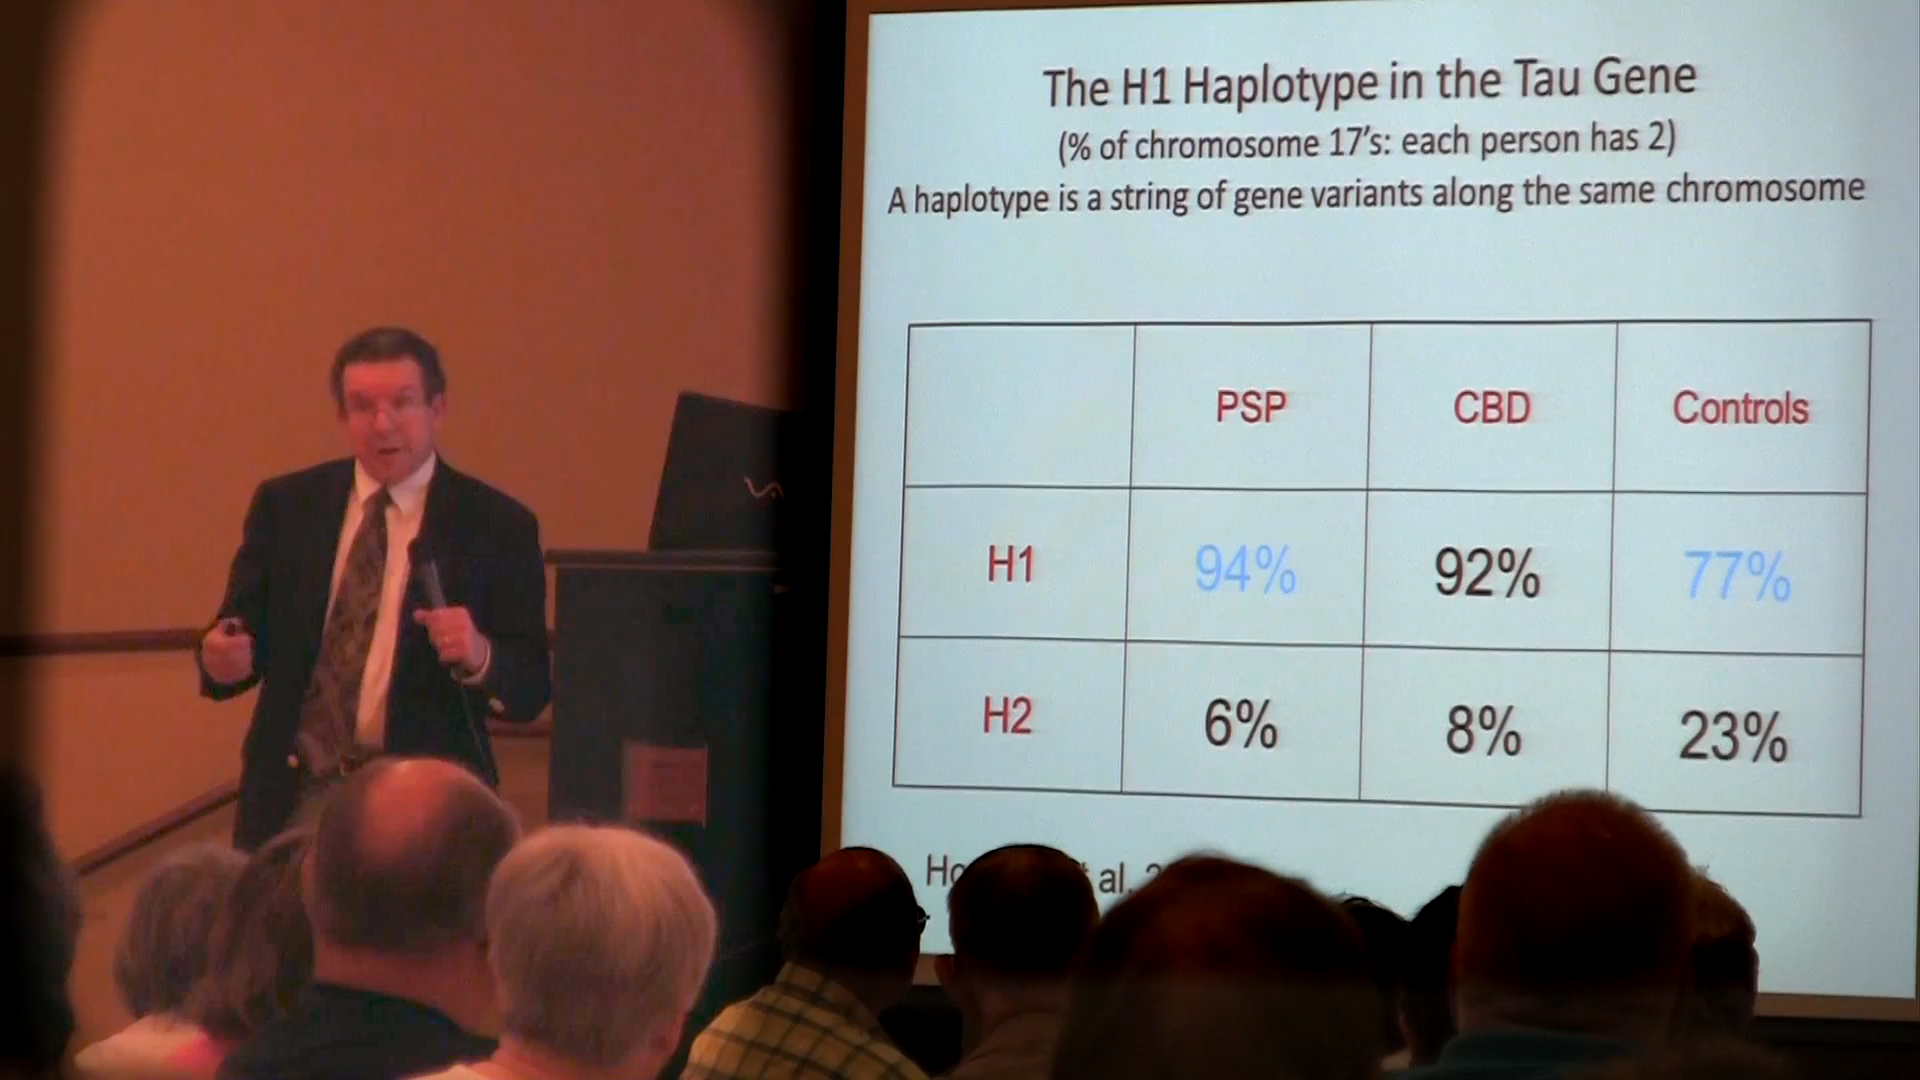 The H1 Haplotype in the Tau Gene
(% of chromosome 17's: each person has 2)
A haplotype is a string of gene variants along the same chromosome
PSP CBD Controls
H1 94% 92% 77%
H2 6% 8% 23%
al.